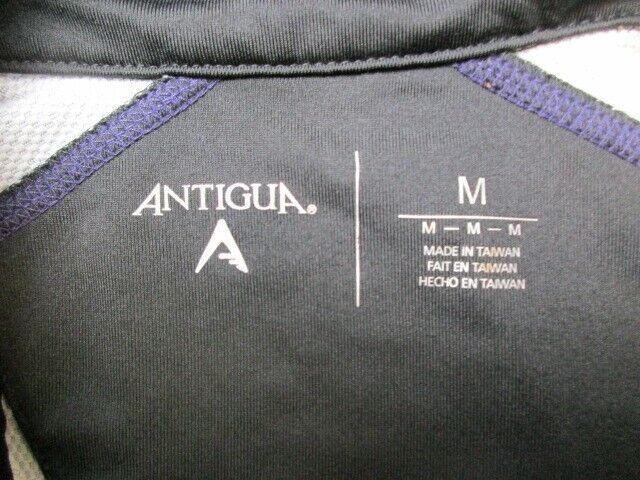 ANTIGUA®
M
M — M — M
MADE IN TAIWAN
FAIT EN TAIWAN
HECHO EN TAIWAN